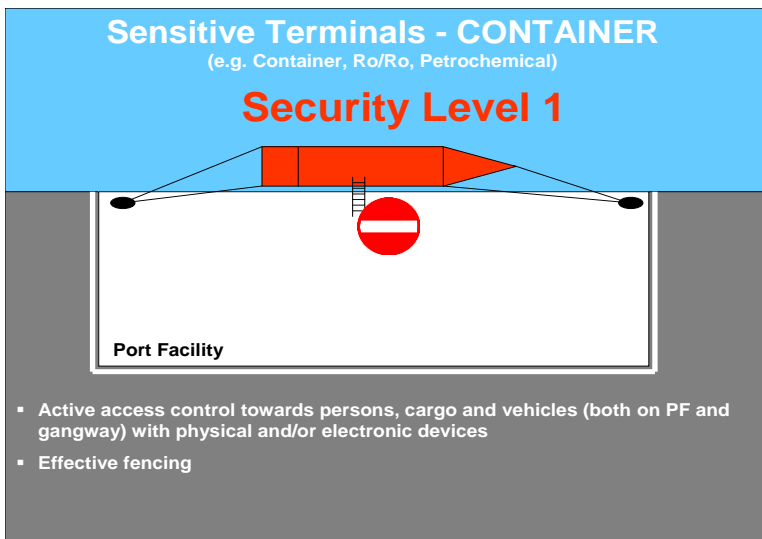 Sensitive Terminals - CONTAINER
(e.g. Container, Ro/Ro, Petrochemical)
Security Level 1
Port Facility
▪ Active access control towards persons, cargo and vehicles (both on PF and
gangway) with physical and/or electronic devices
▪ Effective fencing